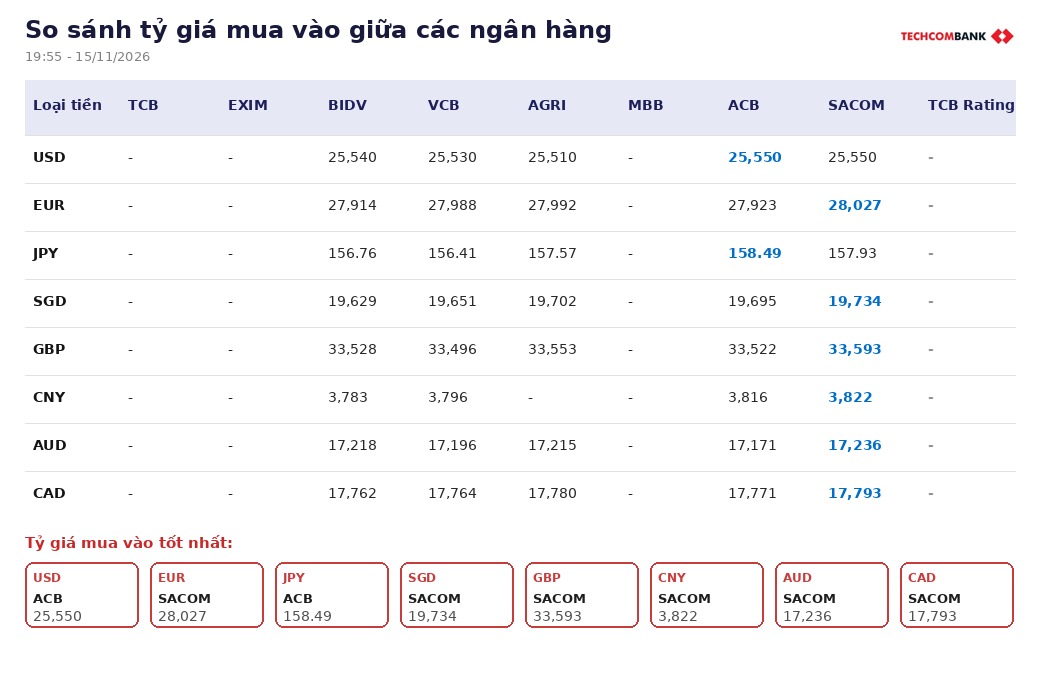 So sánh tỷ giá mua vào giữa các ngân hàng
TECHCOMBANK
19:55 - 15/11/2026
Loại tiền TCB EXIM BIDV VCB AGRI MBB ACB SACOM TCB Rating
USD - - 25,540 25,530 25,510 - 25,550 25,550 -
EUR - - 27,914 27,988 27,992 - 27,923 28,027 -
JPY - - 156.76 156.41 157.57 - 158.49 157.93 -
SGD - - 19,629 19,651 19,702 - 19,695 19,734 -
GBP - - 33,528 33,496 33,553 - 33,522 33,593 -
CNY - - 3,783 3,796 - - 3,816 3,822 -
AUD - - 17,218 17,196 17,215 - 17,171 17,236 -
CAD - - 17,762 17,764 17,780 - 17,771 17,793 -
Tỷ giá mua vào tốt nhất:
USD EUR JPY SGD GBP CNY AUD CAD
ACB SACOM ACB SACOM SACOM SACOM SACOM SACOM
25,550 28,027 158.49 19,734 33,593 3,822 17,236 17,793